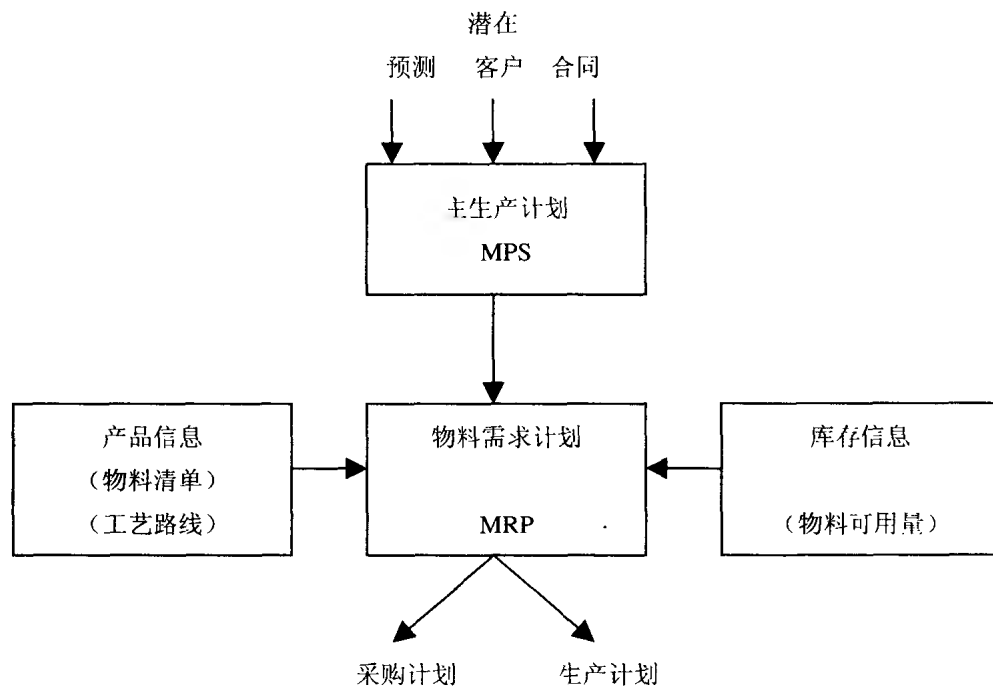 潜在
预测 客户 合同
主生产计划
MPS
产品信息
（物料清单）
（工艺路线）
物料需求计划
MRP
库存信息
（物料可用量）
采购计划 生产计划